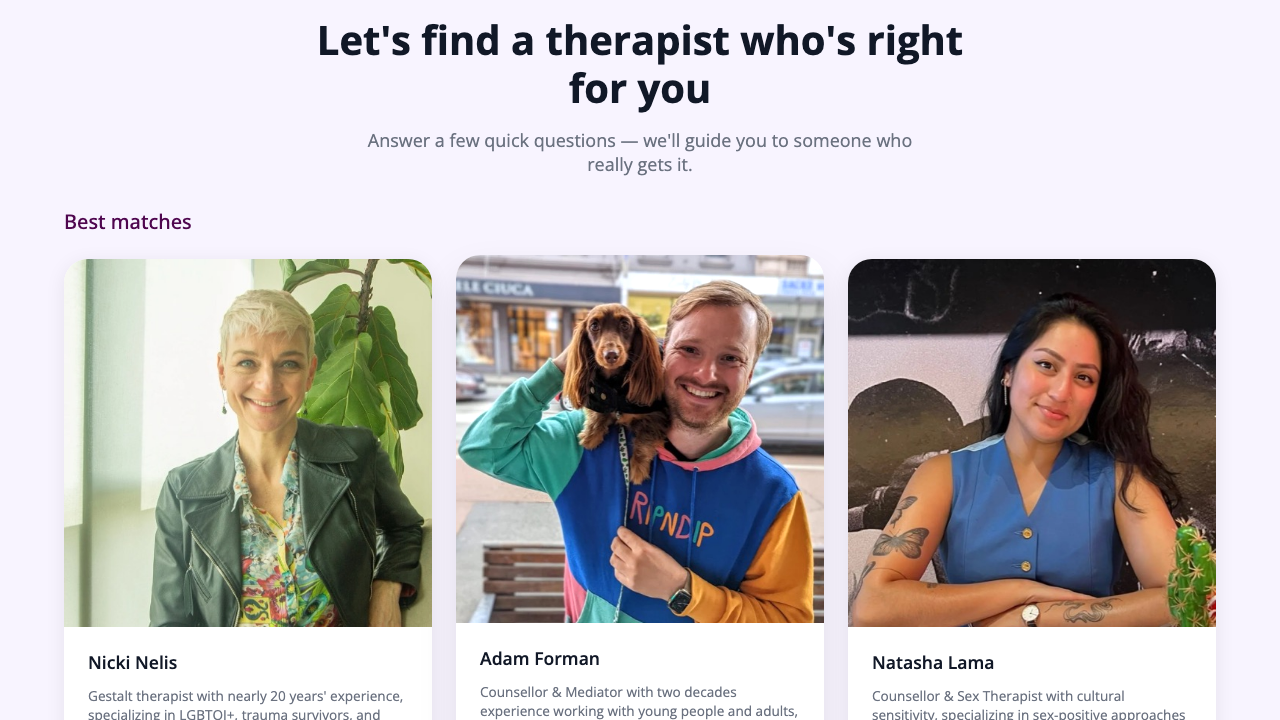 Let's find a therapist who's right
for you
Answer a few quick questions — we'll guide you to someone who
really gets it.
Best matches
ELE CIUCA
RIPNDIP
Nicki Nelis
Gestalt therapist with nearly 20 years' experience,
specializing in LGBTQI+, trauma survivors, and
Adam Forman
Counsellor & Mediator with two decades
experience working with young people and adults,
Natasha Lama
Counsellor & Sex Therapist with cultural
sensitivity, specializing in sex-positive approaches